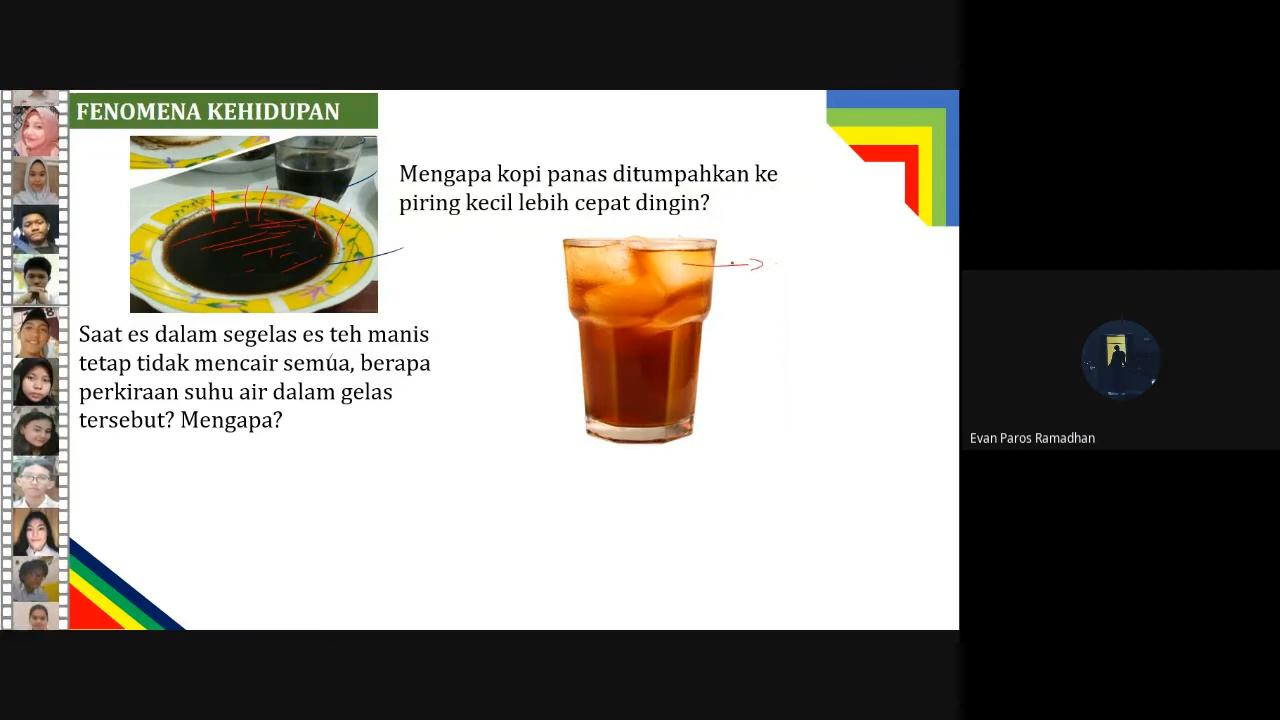 FENOMENA KEHIDUPAN
Mengapa kopi panas ditumpahkan ke
piring kecil lebih cepat dingin?
Saat es dalam segelas es teh manis
tetap tidak mencair semua, berapa
perkiraan suhu air dalam gelas
tersebut? Mengapa?
Evan Paros Ramadhan